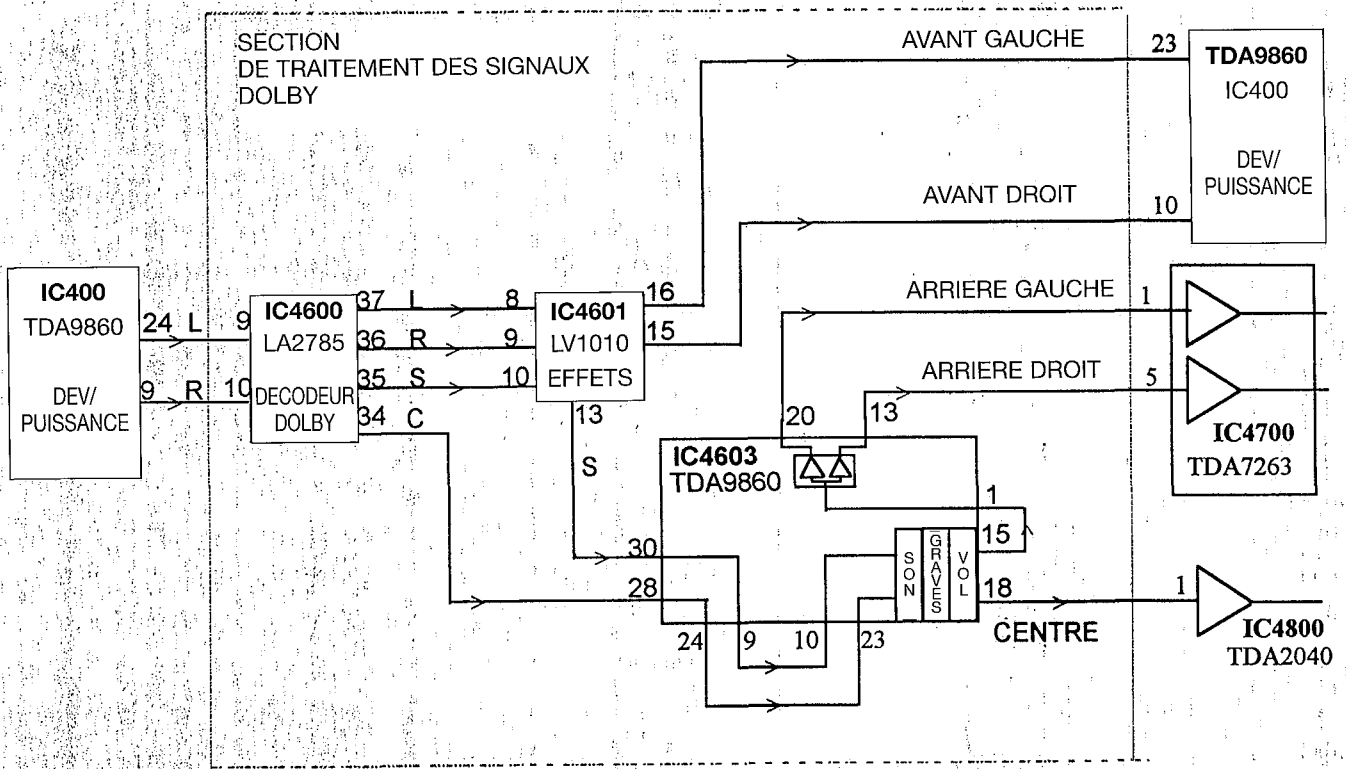 SECTION
DE TRAITEMENT DES SIGNAUX
DOLBY
AVANT GAUCHE
23
TDA9860
IC400
DEV/
PUISSANCE
AVANT DROIT
10
IC400
TDA9860
DEV/
PUISSANCE
24 L 9
9 R 10
IC4600
LA2785
DECODEUR
DOLBY
37 L 8
36 R 9
35 S 10
34 C
IC4601
LV1010
EFFETS
16
15
13
S
ARRIERE GAUCHE
1
ARRIERE DROIT
5
IC4700
TDA7263
20
13
IC4603
TDA9860
1
15
18
SON
GRAVES
VOL
30
28
24
9
10
23
CENTRE
1
IC4800
TDA2040